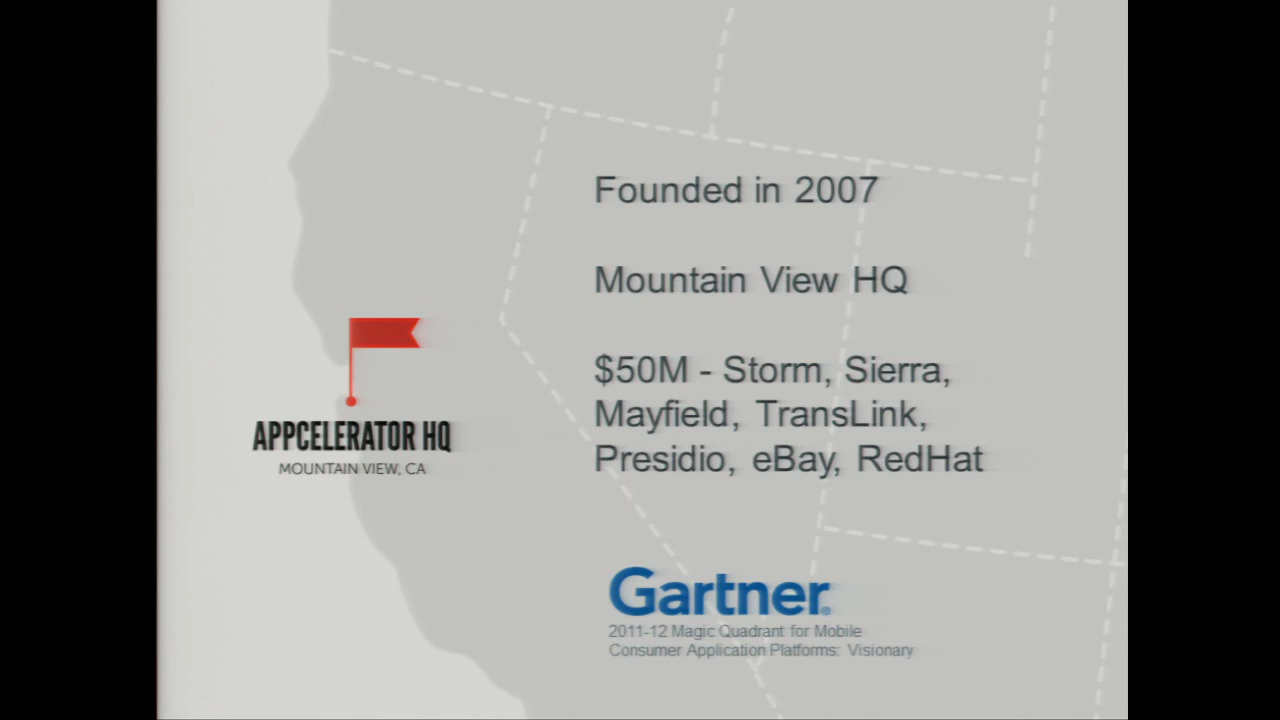 Founded in 2007
Mountain View HQ
$50M - Storm, Sierra,
Mayfield, TransLink,
Presidio, eBay, RedHat
APPCELERATOR HQ
MOUNTAIN VIEW, CA
Gartner®
2011-12 Magic Quadrant for Mobile
Consumer Application Platforms: Visionary